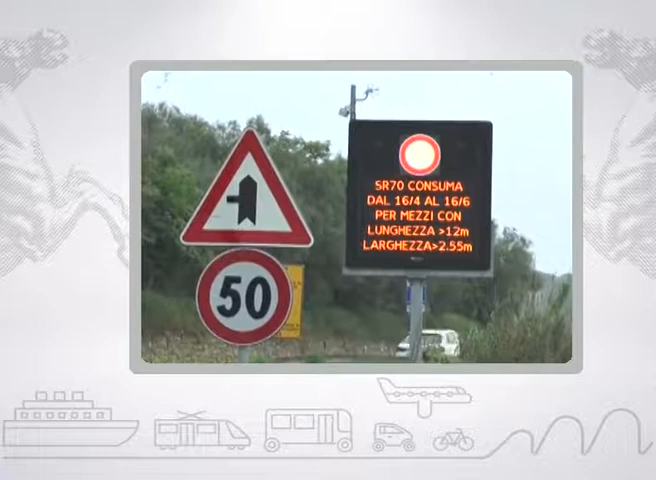 50
SR70 CONSUMA
DAL 16/4 AL 16/6
PER MEZZI CON
LUNGHEZZA >12m
LARGHEZZA>2.55m